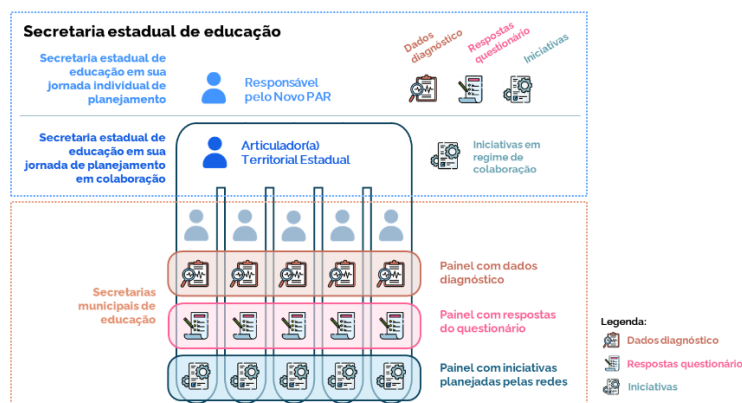 Secretaria estadual de educação
Dados
diagnóstico
Respostas
questionário
Iniciativas
Secretaria estadual de
educação em sua
jornada individual de
planejamento
Responsável
pelo Novo PAR
Secretaria estadual de
educação em sua
jornada de planejamento
em colaboração
Articulador(a)
Territorial Estadual
Iniciativas em
regime de
colaboração
Secretarias
municipais de
educação
Painel com dados
diagnóstico
Painel com respostas
do questionário
Painel com iniciativas
planejadas pelas redes
Legenda:
Dados diagnóstico
Respostas questionário
Iniciativas